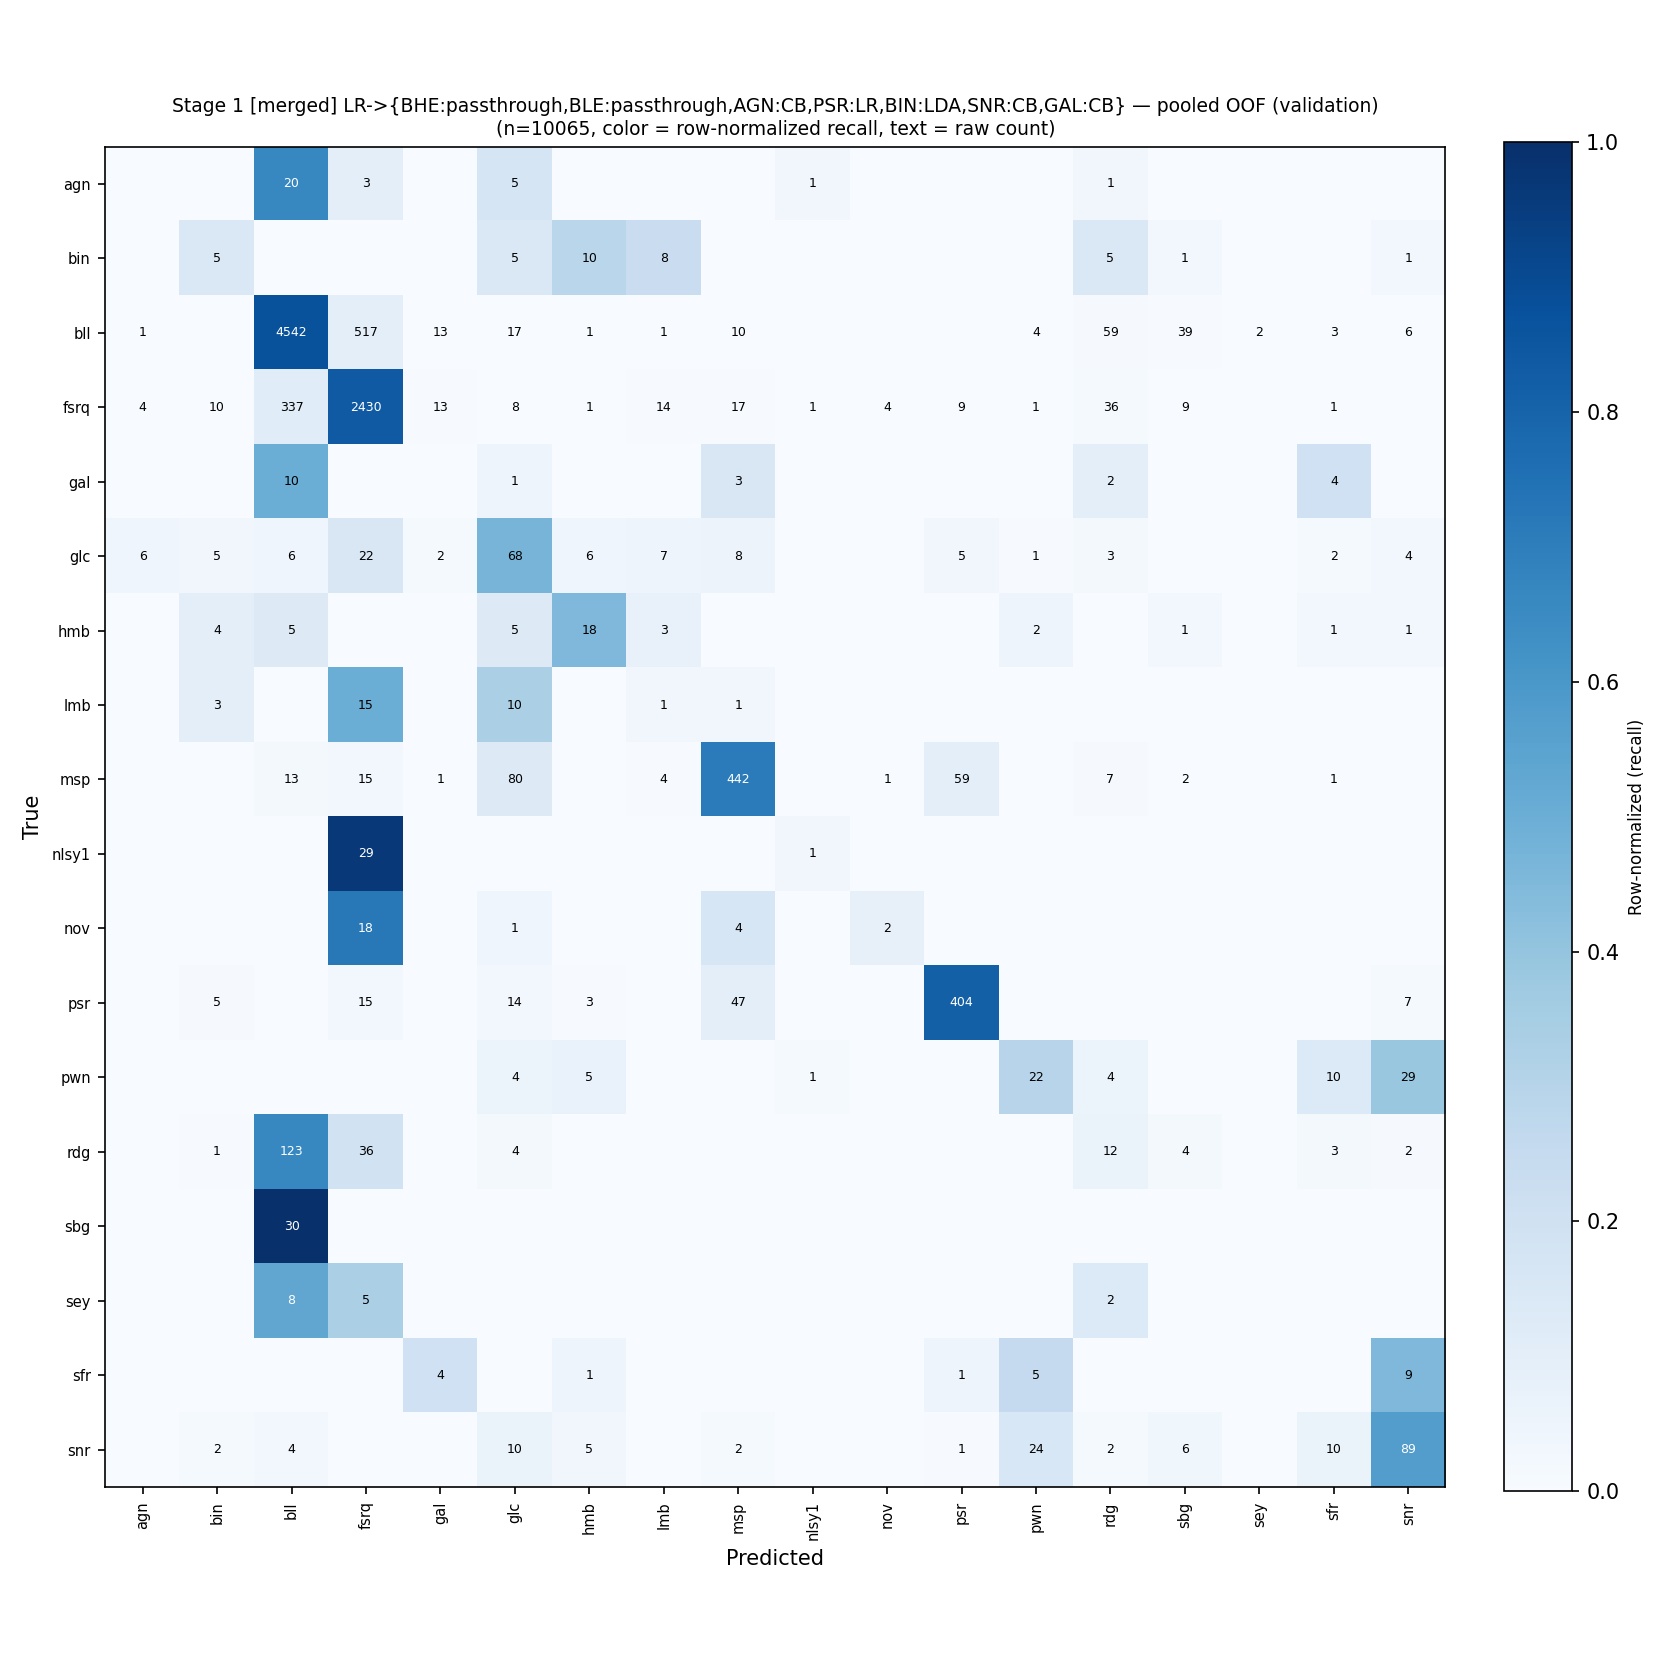 Stage 1 [merged] LR->{BHE:passthrough,BLE:passthrough,AGN:CB,PSR:LR,BIN:LDA,SNR:CB,GAL:CB} — pooled OOF (validation)
(n=10065, color = row-normalized recall, text = raw count)
agn 20 3 5 1 1
bin 5 5 10 8 5 1 1
bll 1 4542 517 13 17 1 1 10 4 59 39 2 3 6
fsrq 4 10 337 2430 13 8 1 14 17 1 4 9 1 36 9 1
gal 10 1 3 2 4
glc 6 5 6 22 2 68 6 7 8 5 1 3 2 4
hmb 4 5 5 18 3 2 1 1 1
lmb 3 15 10 1 1
msp 13 15 1 80 4 442 1 59 7 2 1
nlsy1 29 1
nov 18 1 4 2
psr 5 15 14 3 47 404 7
pwn 4 5 1 22 4 10 29
rdg 1 123 36 4 12 4 3 2
sbg 30
sey 8 5 2
sfr 4 1 1 5 9
snr 2 4 10 5 2 1 24 2 6 10 89
agn bin bll fsrq gal glc hmb lmb msp nlsy1 nov psr pwn rdg sbg sey sfr snr
Predicted
True
1.0
0.8
0.6
0.4
0.2
0.0
Row-normalized (recall)